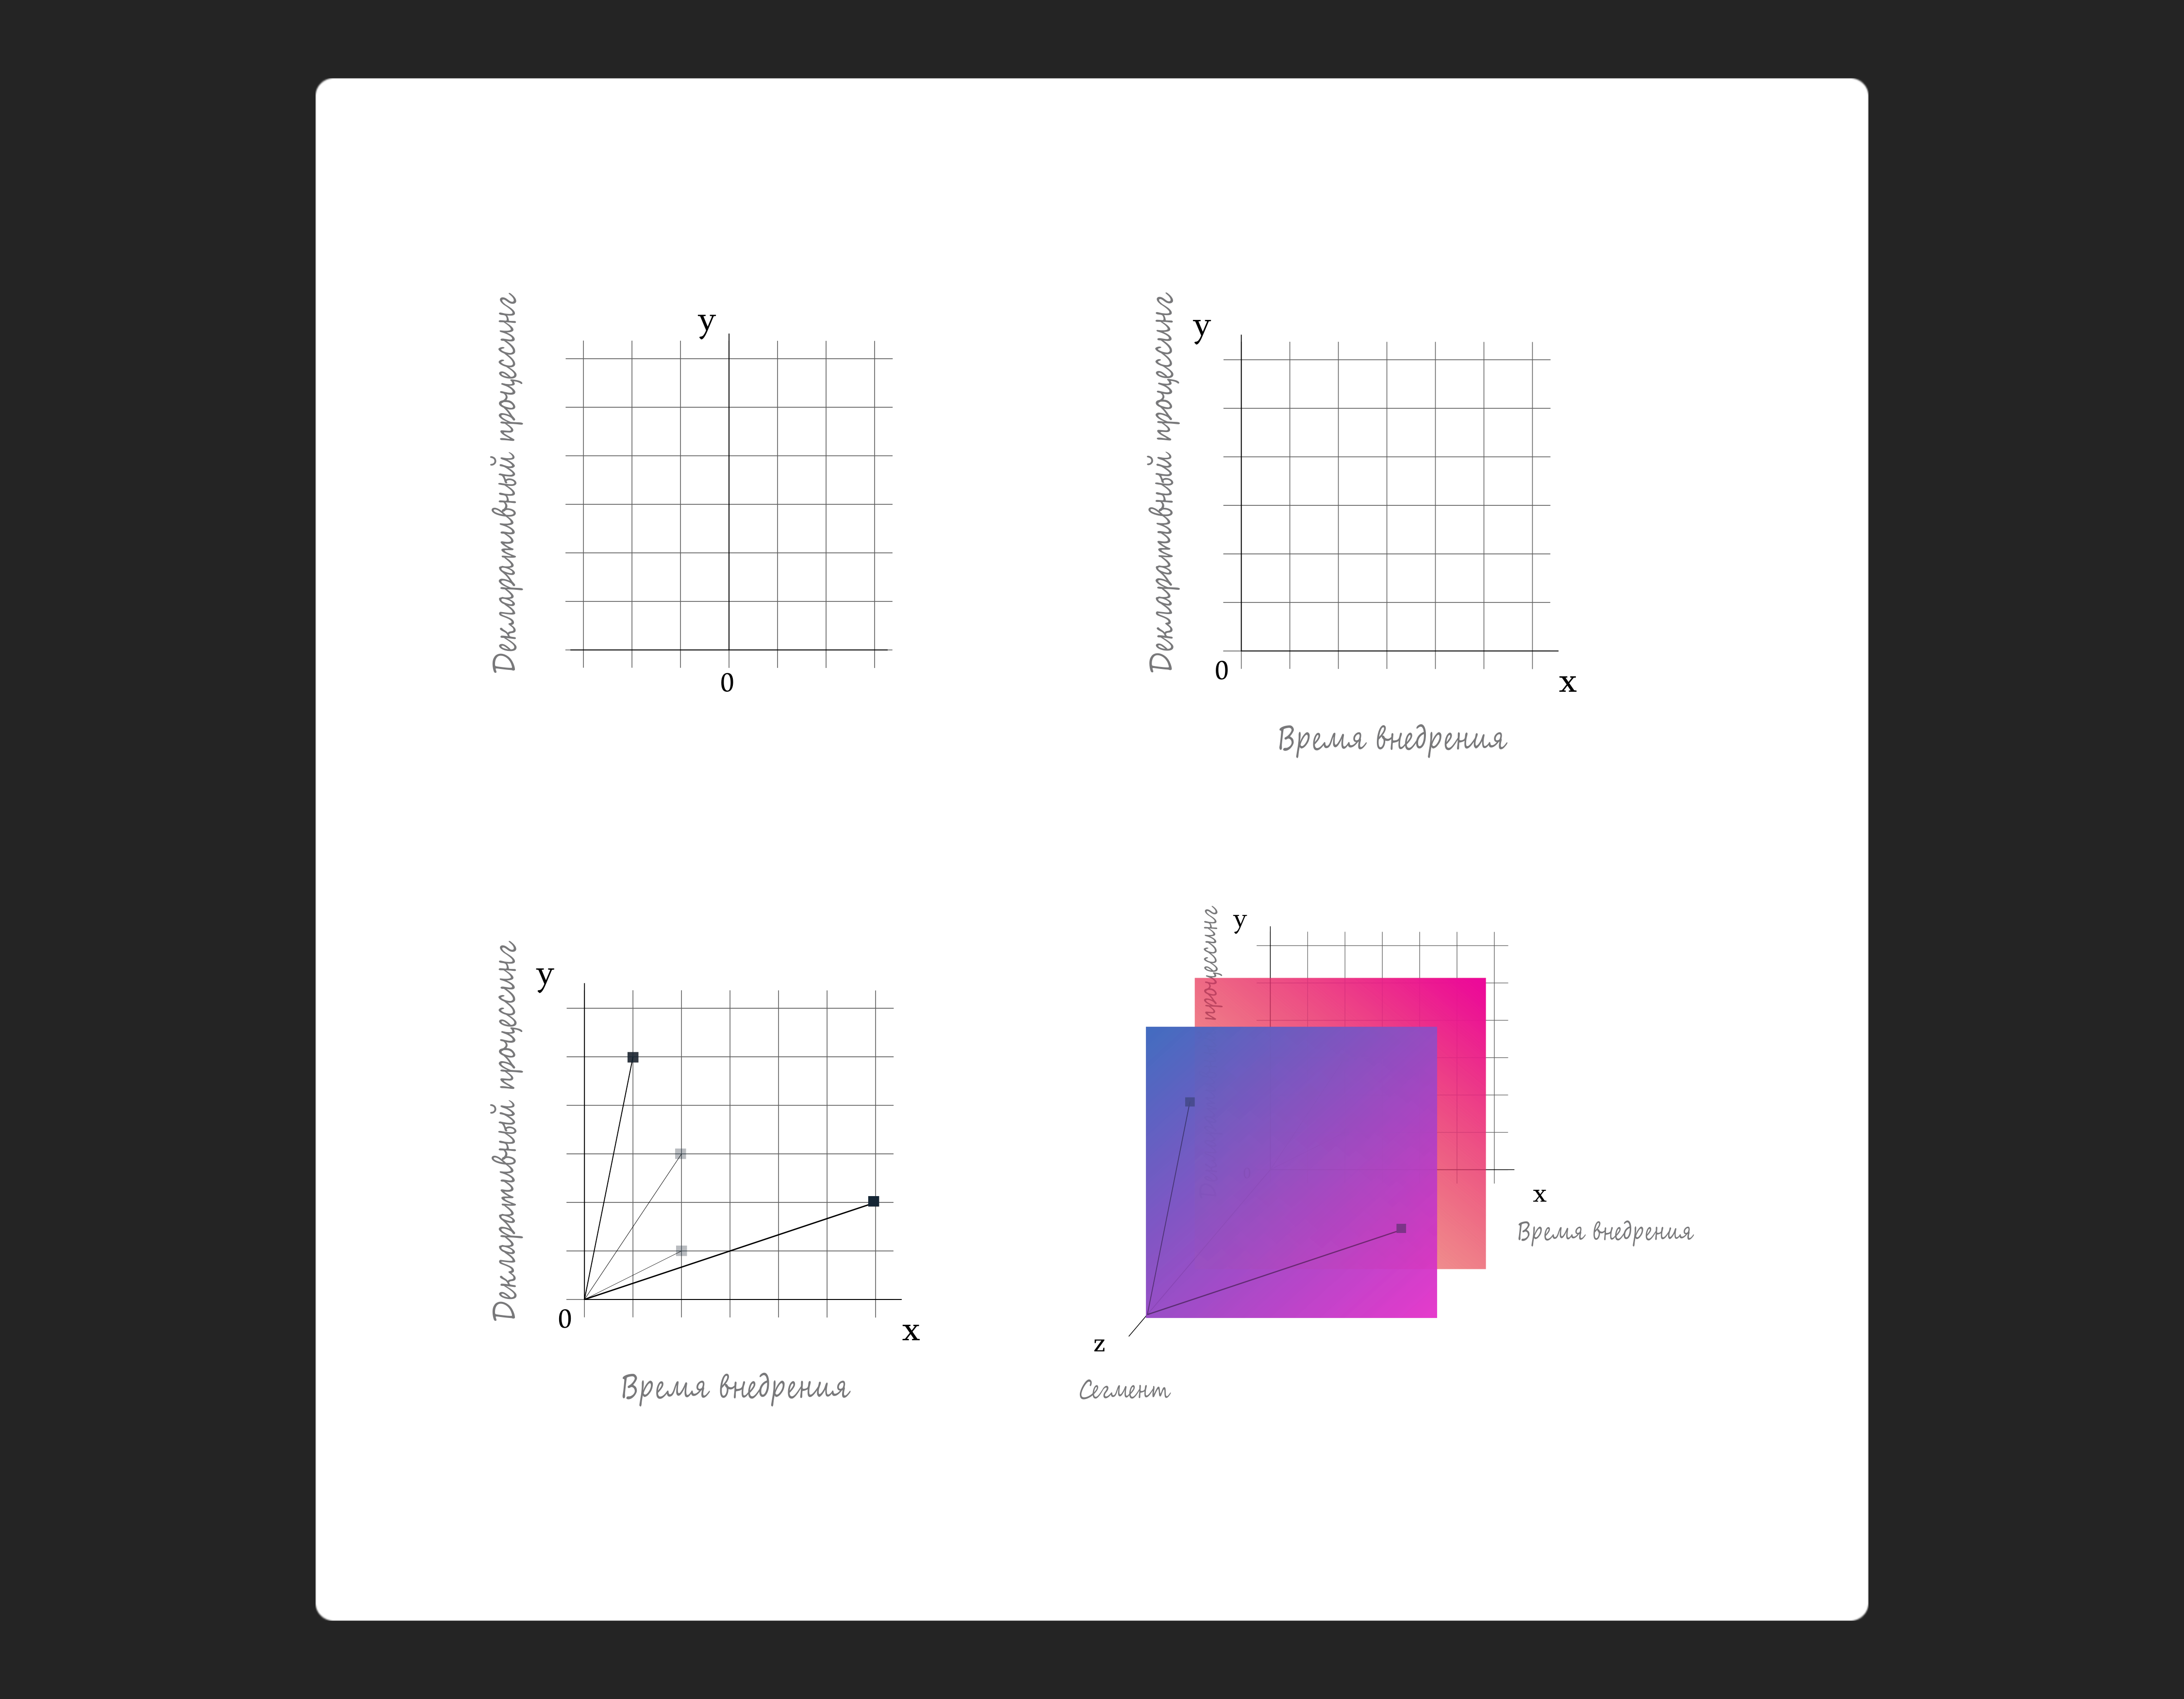 Декларативный процессинг
y
0
Декларативный процессинг
y
0
x
Время внедрения
Декларативный процессинг
y
0
x
Время внедрения
процессинг
y
x
Время внедрения
z
Сегмент